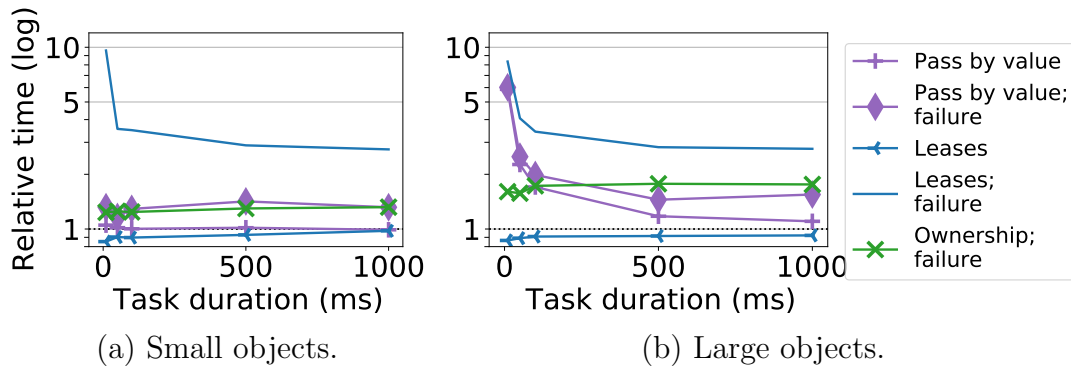 Relative time (log)
10
5
1
0
500
1000
Task duration (ms)
(a) Small objects.
10
5
1
0
500
1000
Task duration (ms)
(b) Large objects.
Pass by value
Pass by value;
failure
Leases
Leases;
failure
Ownership;
failure